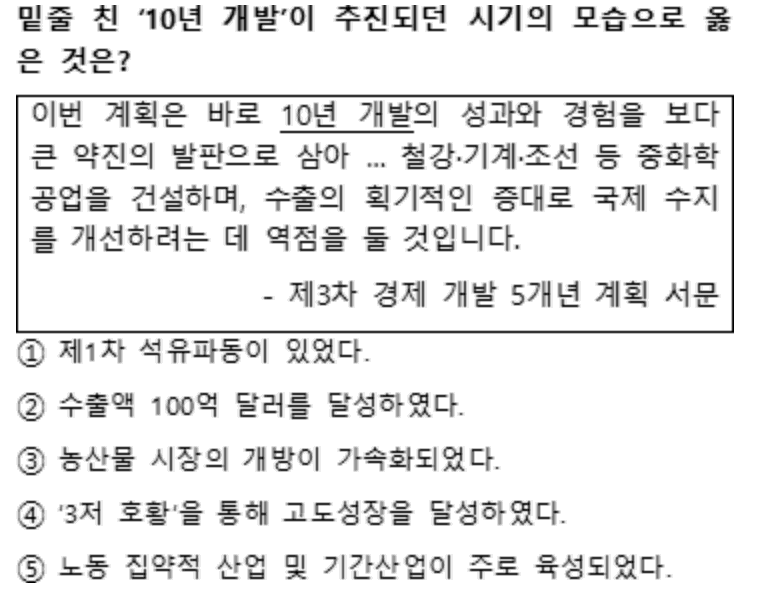 밑줄 친 '10년 개발'이 추진되던 시기의 모습으로 옳
은 것은?
이번 계획은 바로 10년 개발의 성과와 경험을 보다
큰 약진의 발판으로 삼아 ... 철강·기계·조선 등 중화학
공업을 건설하며, 수출의 획기적인 증대로 국제 수지
를 개선하려는 데 역점을 둘 것입니다.
- 제3차 경제 개발 5개년 계획 서문
① 제1차 석유파동이 있었다.
② 수출액 100억 달러를 달성하였다.
③ 농산물 시장의 개방이 가속화되었다.
④ '3저 호황'을 통해 고도성장을 달성하였다.
⑤ 노동 집약적 산업 및 기간산업이 주로 육성되었다.